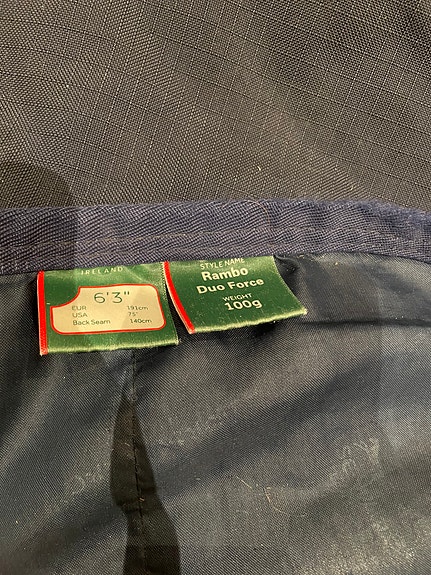 IRELAND
6'3"
EUR 191cm
USA 75"
Back Seam 140cm
STYLE NAME
Rambo
Duo Force
WEIGHT
100g